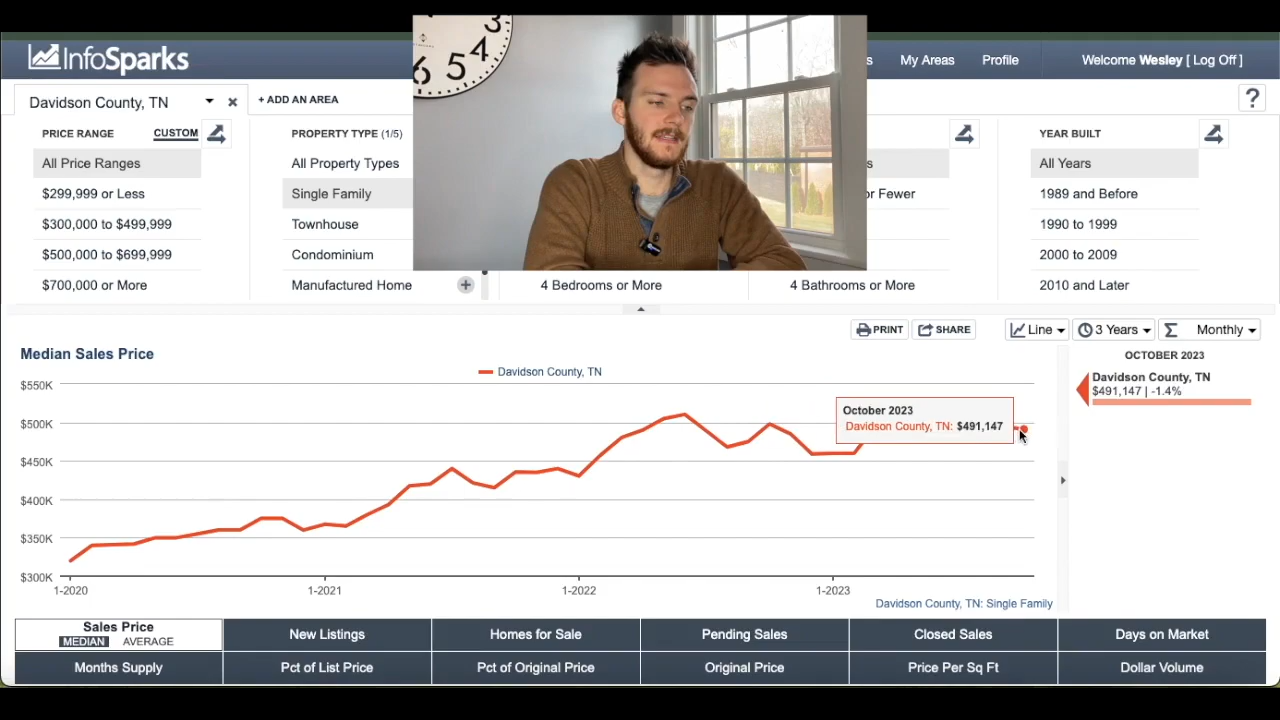 InfoSparks
My Areas
Profile
Welcome Wesley [ Log Off ]
Davidson County, TN
+ ADD AN AREA
?
PRICE RANGE
CUSTOM
All Price Ranges
$299,999 or Less
$300,000 to $499,999
$500,000 to $699,999
$700,000 or More
PROPERTY TYPE (1/5)
All Property Types
Single Family
Townhouse
Condominium
Manufactured Home
4 Bedrooms or More
or Fewer
4 Bathrooms or More
YEAR BUILT
All Years
1989 and Before
1990 to 1999
2000 to 2009
2010 and Later
3
4
5
6
PRINT
SHARE
Line
3 Years
Monthly
Median Sales Price
Davidson County, TN
$550K
$500K
$450K
$400K
$350K
$300K
October 2023
Davidson County, TN: $491,147
1-2020
1-2021
1-2022
1-2023
Davidson County, TN: Single Family
OCTOBER 2023
Davidson County, TN
$491,147 | -1.4%
Sales Price
MEDIAN AVERAGE
New Listings
Homes for Sale
Pending Sales
Closed Sales
Days on Market
Months Supply
Pct of List Price
Pct of Original Price
Original Price
Price Per Sq Ft
Dollar Volume